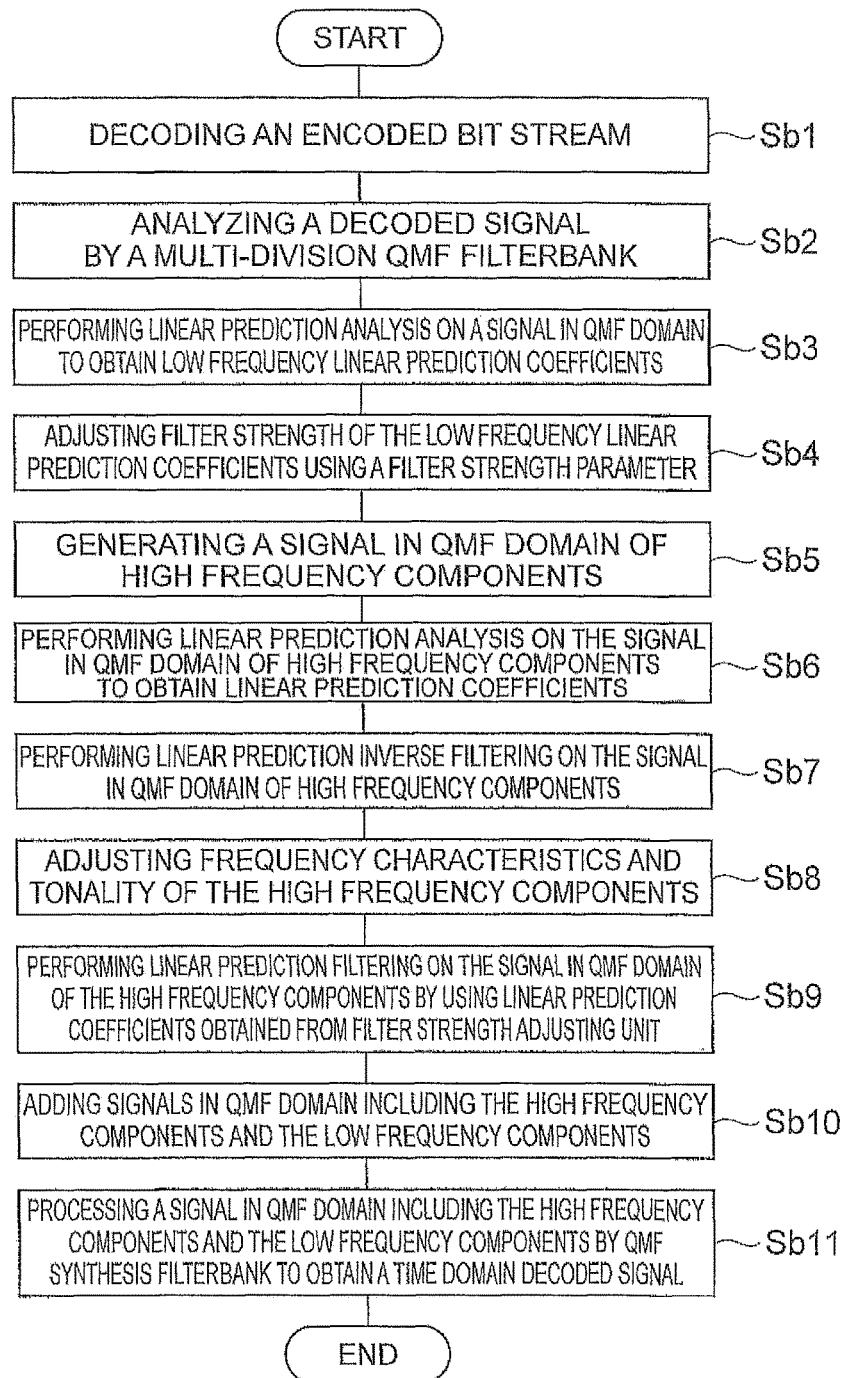 START
DECODING AN ENCODED BIT STREAM
Sb1
ANALYZING A DECODED SIGNAL
BY A MULTI-DIVISION QMF FILTERBANK
Sb2
PERFORMING LINEAR PREDICTION ANALYSIS ON A SIGNAL IN QMF DOMAIN
TO OBTAIN LOW FREQUENCY LINEAR PREDICTION COEFFICIENTS
Sb3
ADJUSTING FILTER STRENGTH OF THE LOW FREQUENCY LINEAR
PREDICTION COEFFICIENTS USING A FILTER STRENGTH PARAMETER
Sb4
GENERATING A SIGNAL IN QMF DOMAIN OF
HIGH FREQUENCY COMPONENTS
Sb5
PERFORMING LINEAR PREDICTION ANALYSIS ON THE SIGNAL
IN QMF DOMAIN OF HIGH FREQUENCY COMPONENTS
TO OBTAIN LINEAR PREDICTION COEFFICIENTS
Sb6
PERFORMING LINEAR PREDICTION INVERSE FILTERING ON THE SIGNAL
IN QMF DOMAIN OF HIGH FREQUENCY COMPONENTS
Sb7
ADJUSTING FREQUENCY CHARACTERISTICS AND
TONALITY OF THE HIGH FREQUENCY COMPONENTS
Sb8
PERFORMING LINEAR PREDICTION FILTERING ON THE SIGNAL IN QMF DOMAIN
OF THE HIGH FREQUENCY COMPONENTS BY USING LINEAR PREDICTION
COEFFICIENTS OBTAINED FROM FILTER STRENGTH ADJUSTING UNIT
Sb9
ADDING SIGNALS IN QMF DOMAIN INCLUDING THE HIGH FREQUENCY
COMPONENTS AND THE LOW FREQUENCY COMPONENTS
Sb10
PROCESSING A SIGNAL IN QMF DOMAIN INCLUDING THE HIGH FREQUENCY
COMPONENTS AND THE LOW FREQUENCY COMPONENTS BY QMF
SYNTHESIS FILTERBANK TO OBTAIN A TIME DOMAIN DECODED SIGNAL
Sb11
END